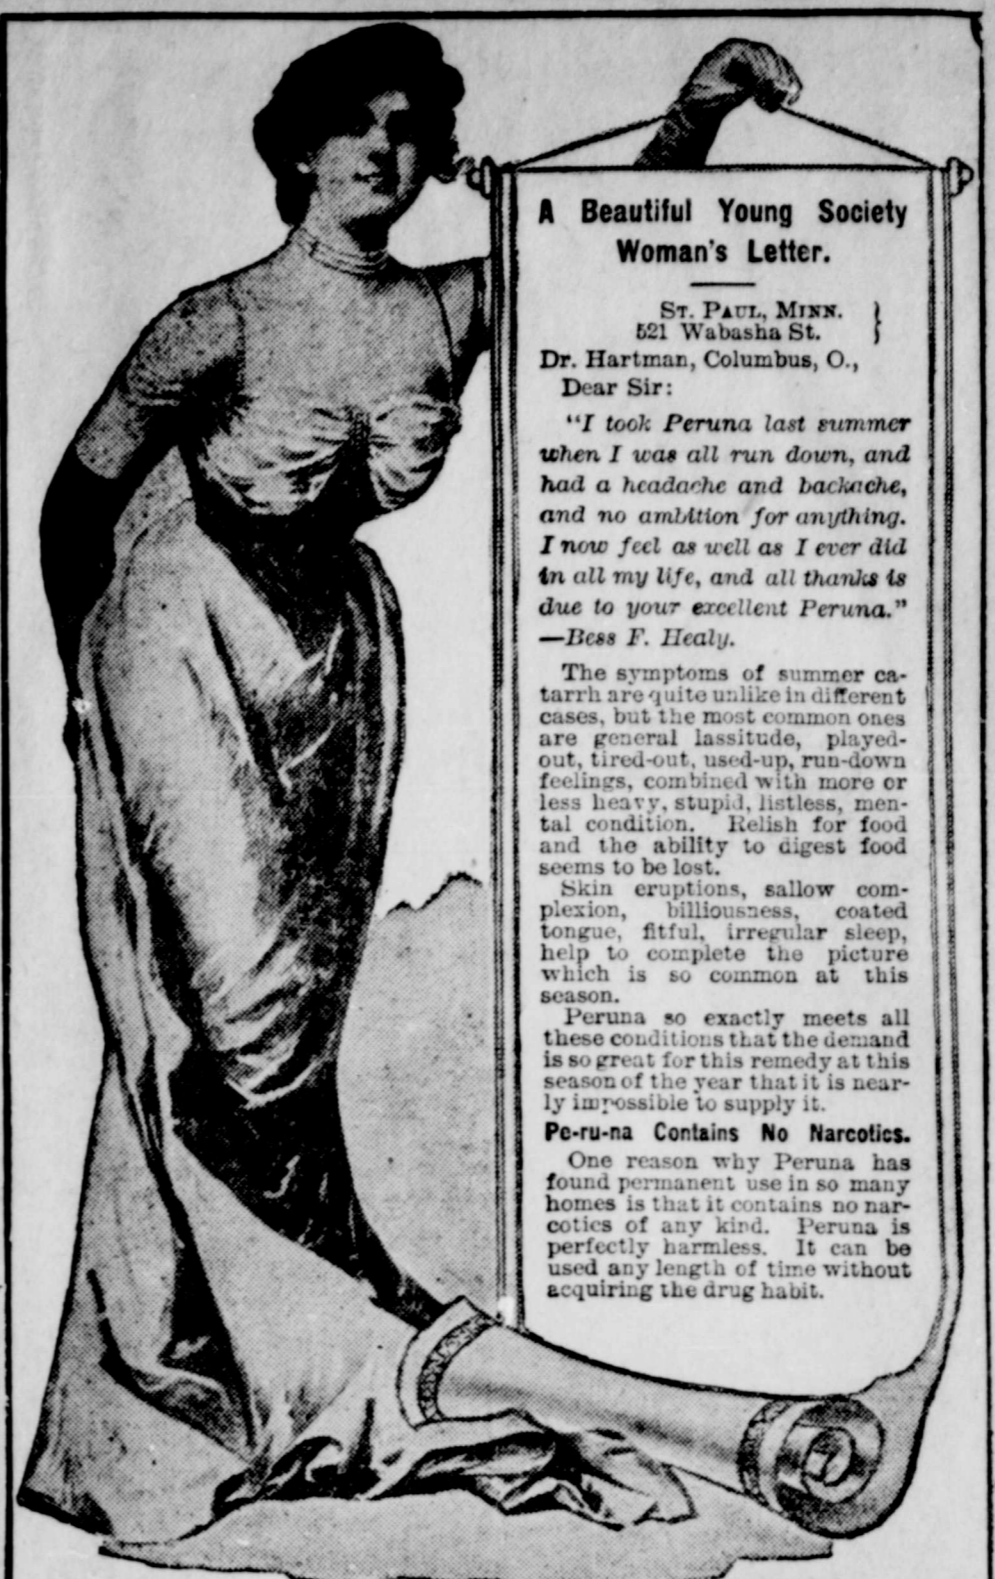 A Beautiful Young Society
Woman's Letter.
ST. PAUL, MINN.
521 Wabasha St.
Dr. Hartman, Columbus, O.,
Dear Sir:
"I took Peruna last summer
when I was all run down, and
had a headache and backache,
and no ambition for anything.
I now feel as well as I ever did
in all my life, and all thanks is
due to your excellent Peruna."
—Bess F. Healy.
The symptoms of summer ca-
tarrh are quite unlike in different
cases, but the most common ones
are general lassitude, played-
out, tired-out, used-up, run-down
feelings, combined with more or
less heavy, stupid, listless, men-
tal condition. Relish for food
and the ability to digest food
seems to be lost.
Skin eruptions, sallow com-
plexion, billiousness, coated
tongue, fitful, irregular sleep,
help to complete the picture
which is so common at this
season.
Peruna so exactly meets all
these conditions that the demand
is so great for this remedy at this
season of the year that it is near-
ly impossible to supply it.
Pe-ru-na Contains No Narcotics.
One reason why Peruna has
found permanent use in so many
homes is that it contains no nar-
cotics of any kind. Peruna is
perfectly harmless. It can be
used any length of time without
acquiring the drug habit.